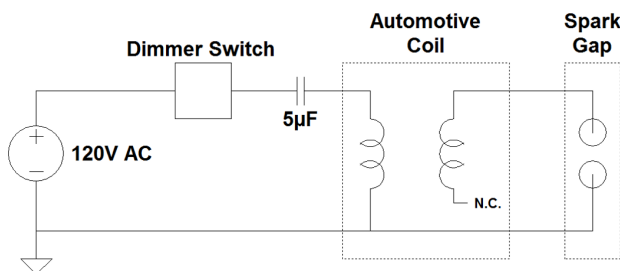 Automotive
Coil
Spark
Gap
Dimmer Switch
5µF
120V AC
N.C.